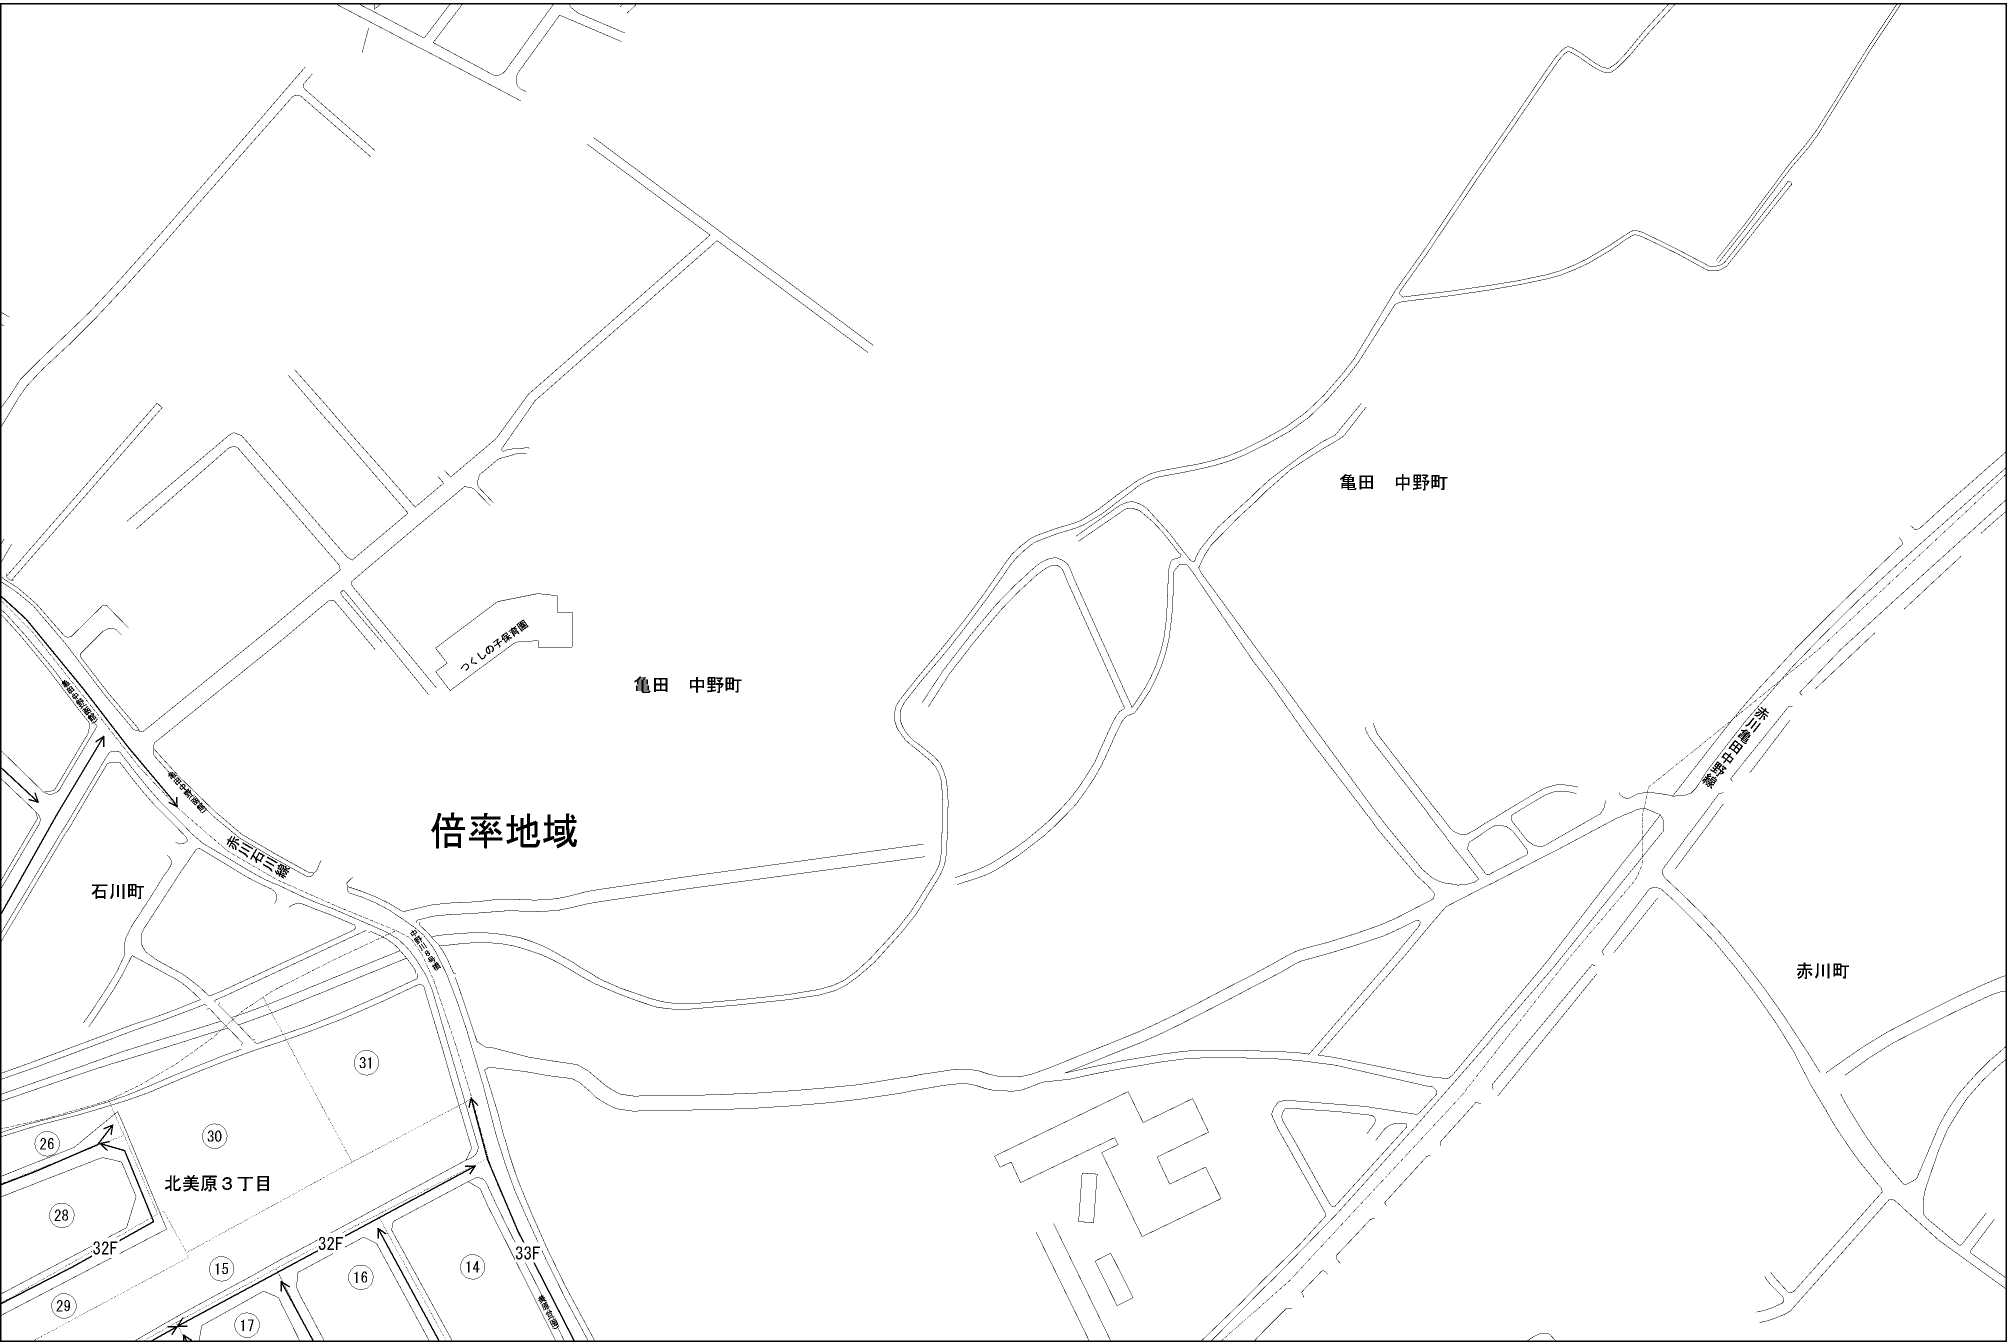 亀田　中野町
つくしの子保育園
亀田　中野町
赤川亀田中野線
倍率地域
赤川石川線
石川町
赤川町
31
30
26
北美原３丁目
28
32F
32F
33F
15
16
14
29
17